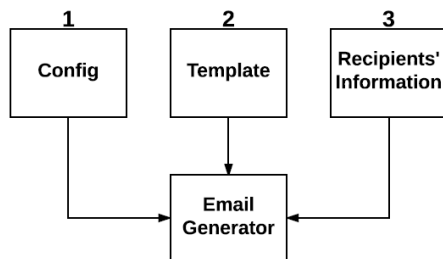 1
2
3
Config
Template
Recipients'
Information
Email
Generator